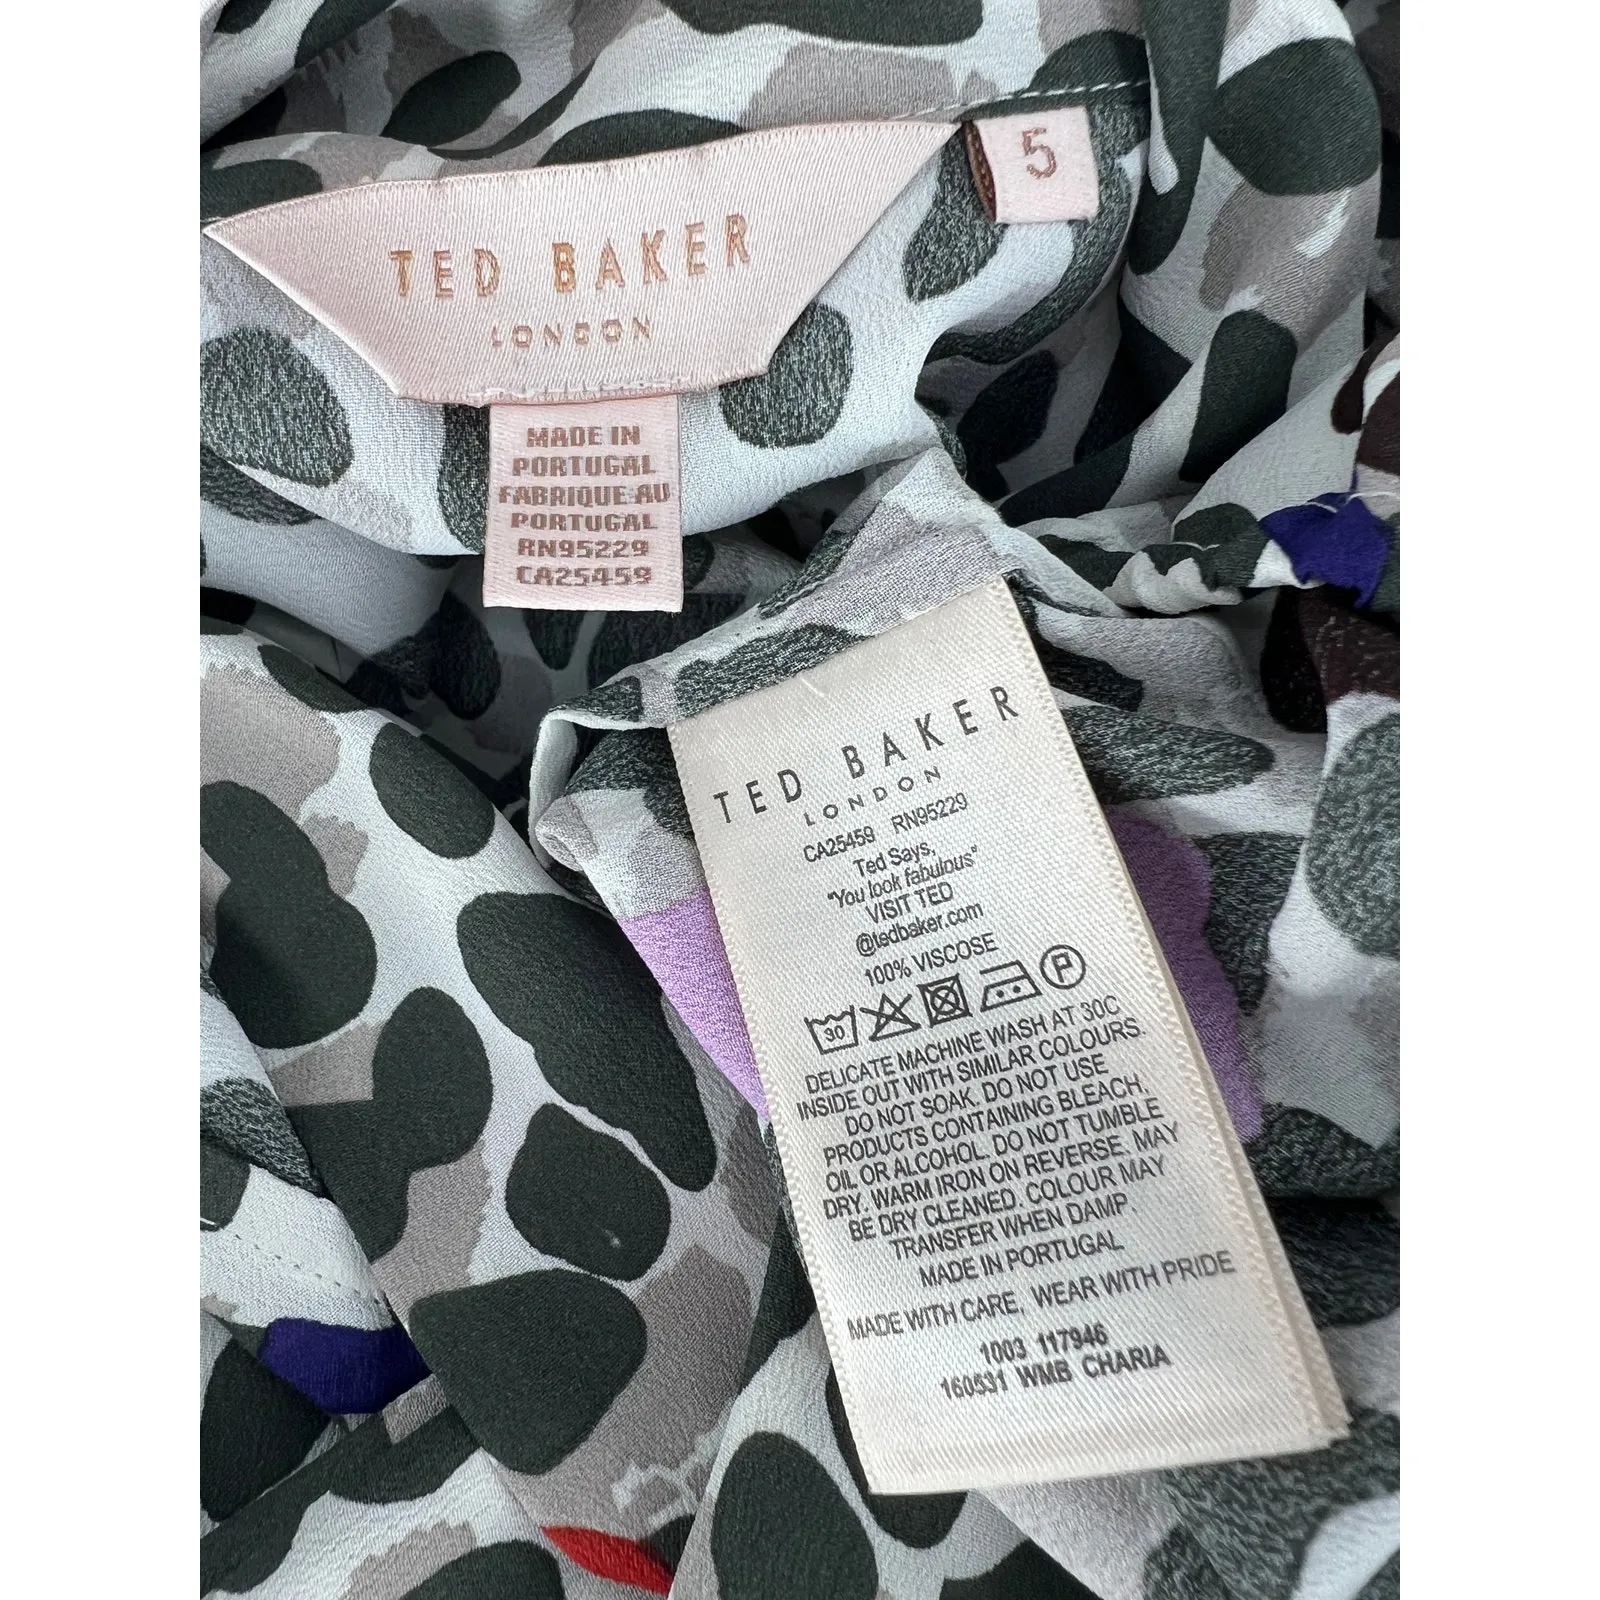 TED BAKER
LONDON
5
MADE IN
PORTUGAL
FABRIQUE AU
PORTUGAL
RN95229
CA25459
TED BAKER
LONDON
CA25459 RN95229
Ted Says,
"You look fabulous"
VISIT TED
@tedbaker.com
100% VISCOSE
30 P
DELICATE MACHINE WASH AT 30C
INSIDE OUT WITH SIMILAR COLOURS.
DO NOT SOAK. DO NOT USE
PRODUCTS CONTAINING BLEACH,
OIL OR ALCOHOL. DO NOT TUMBLE
DRY. WARM IRON ON REVERSE. MAY
BE DRY CLEANED. COLOUR MAY
TRANSFER WHEN DAMP.
MADE IN PORTUGAL
MADE WITH CARE, WEAR WITH PRIDE
1003 117946
160531 WMB CHARIA